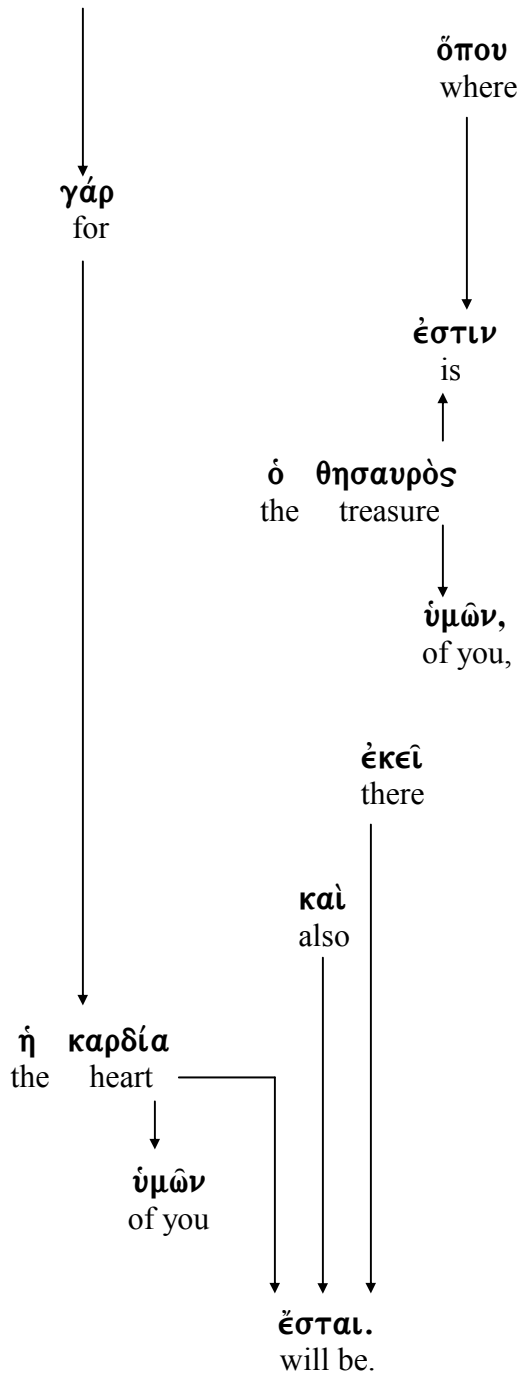 ὅπου
where
γάρ
for
ἐστιν
is
ὁ θησαυρὸς
the treasure
ὑμῶν,
of you,
ἐκεῖ
there
καὶ
also
ἡ καρδία
the heart
ὑμῶν
of you
ἔσται.
will be.